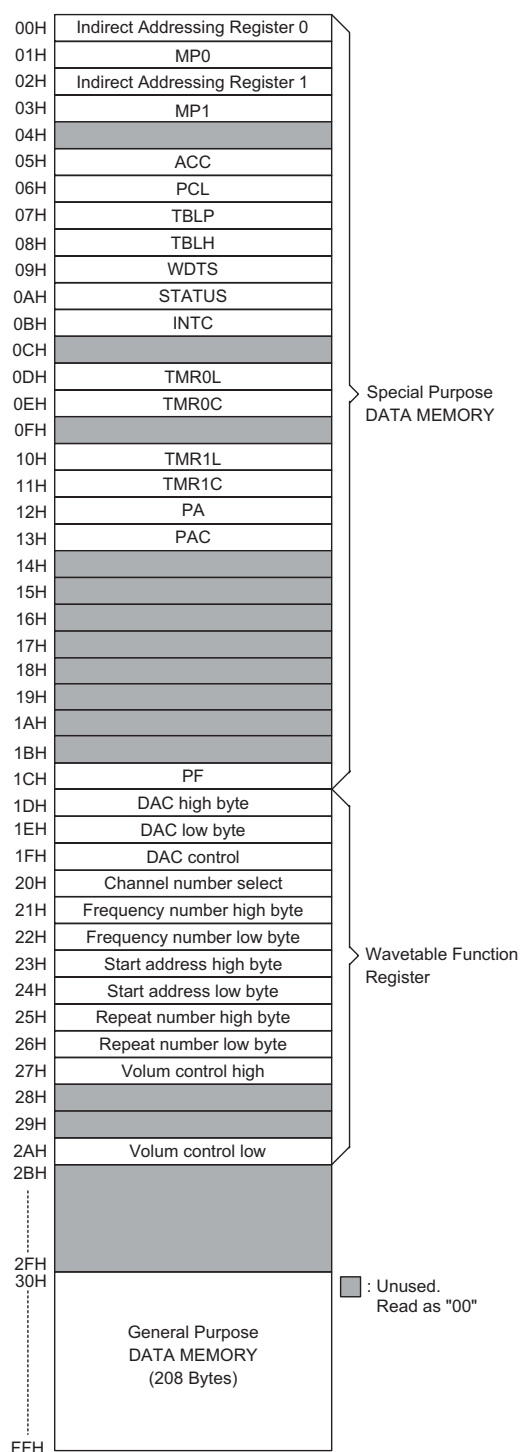 00H Indirect Addressing Register 0
01H MP0
02H Indirect Addressing Register 1
03H MP1
04H
05H ACC
06H PCL
07H TBLP
08H TBLH
09H WDTS
0AH STATUS
0BH INTC
0CH
0DH TMR0L
0EH TMR0C
0FH
10H TMR1L
11H TMR1C
12H PA
13H PAC
14H
15H
16H
17H
18H
19H
1AH
1BH
1CH PF
Special Purpose
DATA MEMORY
1DH DAC high byte
1EH DAC low byte
1FH DAC control
20H Channel number select
21H Frequency number high byte
22H Frequency number low byte
23H Start address high byte
24H Start address low byte
25H Repeat number high byte
26H Repeat number low byte
27H Volum control high
28H
29H
2AH Volum control low
Wavetable Function
Register
2BH
2FH
30H
General Purpose
DATA MEMORY
(208 Bytes)
FFH
: Unused.
Read as "00"